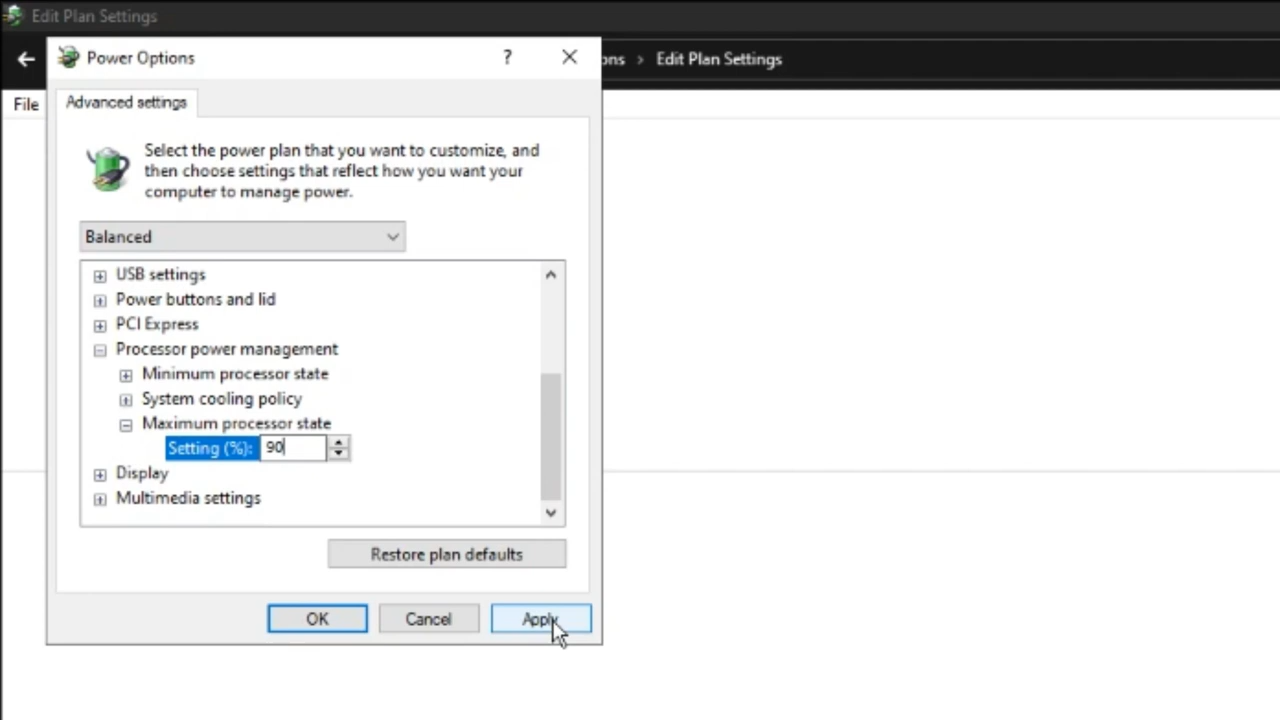 Edit Plan Settings
Power Options
?
ons > Edit Plan Settings
File
Advanced settings
Select the power plan that you want to customize, and
then choose settings that reflect how you want your
computer to manage power.
Balanced
USB settings
Power buttons and lid
PCI Express
Processor power management
Minimum processor state
System cooling policy
Maximum processor state
Setting (%): 90
Display
Multimedia settings
Restore plan defaults
OK Cancel Apply